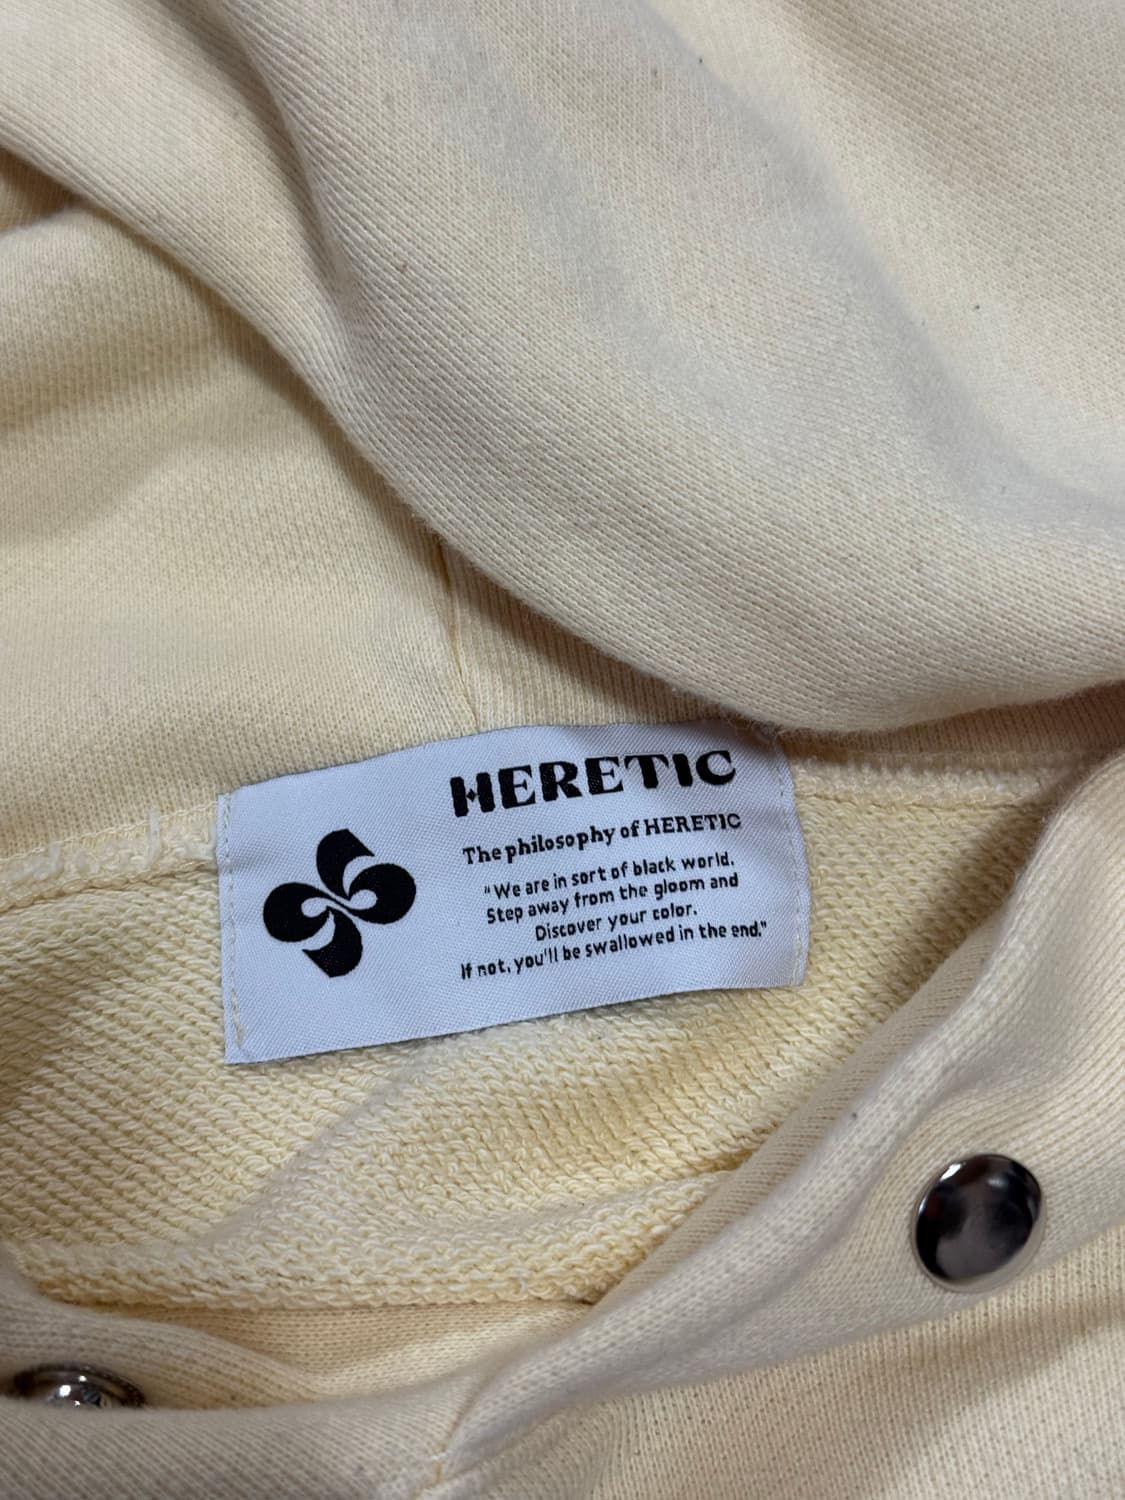 HERETIC
The philosophy of HERETIC
"We are in sort of black world.
Step away from the gloom and
Discover your color.
If not, you'll be swallowed in the end."